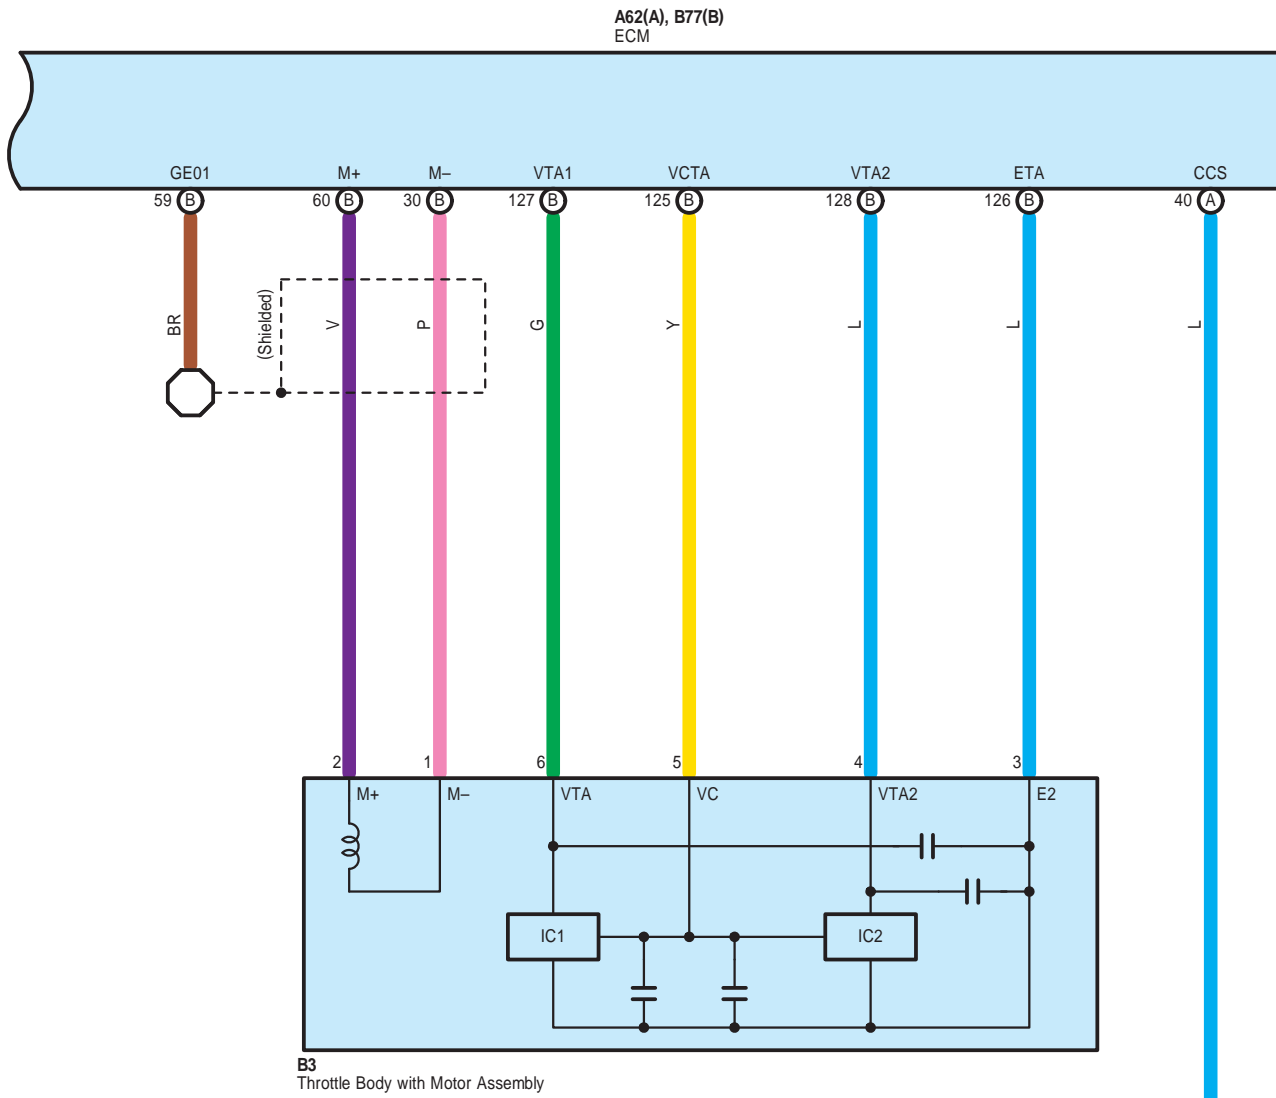 A62(A), B77(B)
ECM
GE01 M+ M– VTA1 VCTA VTA2 ETA CCS
59 B 60 B 30 B 127 B 125 B 128 B 126 B 40 A
(Shielded)
BR V P G Y L L L
2 1 6 5 4 3
M+ M– VTA VC VTA2 E2
IC1 IC2
B3
Throttle Body with Motor Assembly